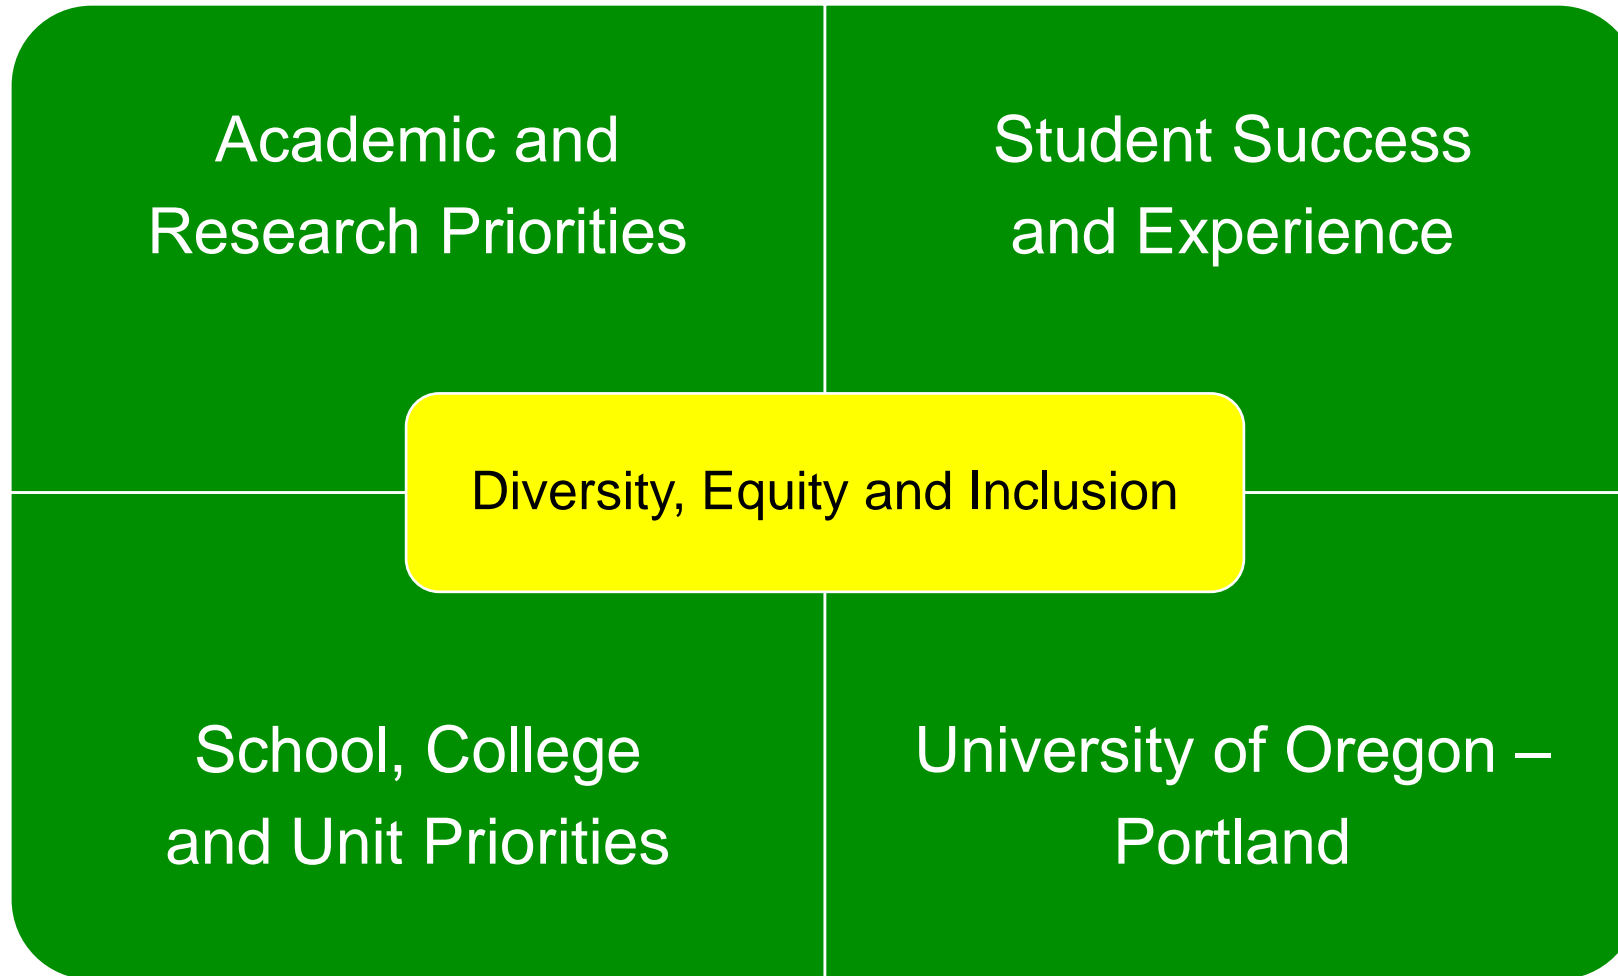 Academic and
Research Priorities
Student Success
and Experience
Diversity, Equity and Inclusion
School, College
and Unit Priorities
University of Oregon –
Portland